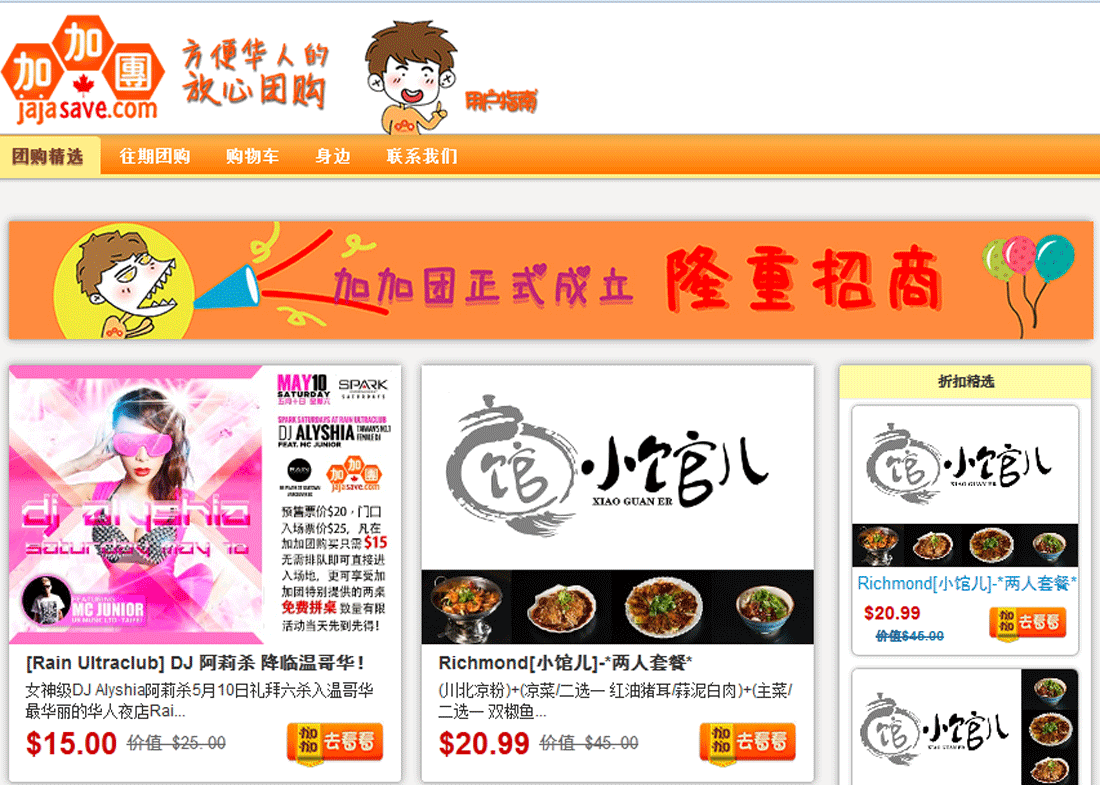 加加團
jajasave.com
方便华人的
放心团购
用户指南
团购精选 往期团购 购物车 身边 联系我们
加加团正式成立 隆重招商
MAY10
SATURDAY
五月十日 星期六
SPARK
SATURDAYS
SPARK SATURDAYS AT RAIN ULTRACLUB
DJ ALYSHIA TAIWAN'S NO.1
FEMALE DJ
FEAT. MC JUNIOR
RAIN
加加團
jajasave.com
dj alyshia
saturday may 10
FEATURING
MC JUNIOR
预售票价$20，门口
入场票价$25，凡在
加加团购买只需$15
无需排队即可直接进
入场地，更可享受加
加团特别提供的两桌
免费拼桌 数量有限
活动当天先到先得！
[Rain Ultraclub] DJ 阿莉杀 降临温哥华！
女神级DJ Alyshia阿莉杀5月10日礼拜六杀入温哥华
最华丽的华人夜店Rai...
$15.00 价值 $25.00
加加 去看看
馆 小馆儿
XIAO GUAN ER
Richmond[小馆儿]-*两人套餐*
(川北凉粉)+(凉菜/二选一 红油猪耳/蒜泥白肉)+(主菜/
二选一 双椒鱼...
$20.99 价值 $45.00
加加 去看看
折扣精选
馆 小馆儿
XIAO GUAN ER
Richmond[小馆儿]-*两人套餐*
$20.99
价值$45.00
加加 去看看
馆 小馆儿
XIAO GUAN ER